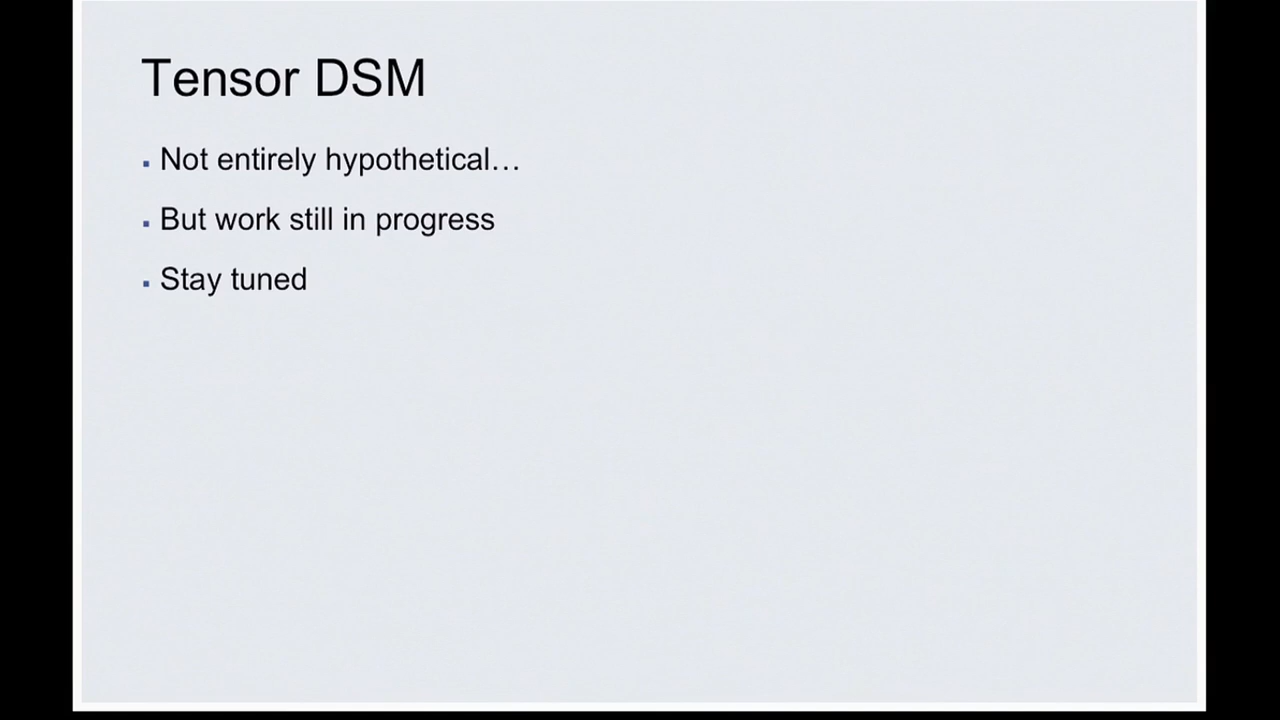 Tensor DSM
▪ Not entirely hypothetical…
▪ But work still in progress
▪ Stay tuned